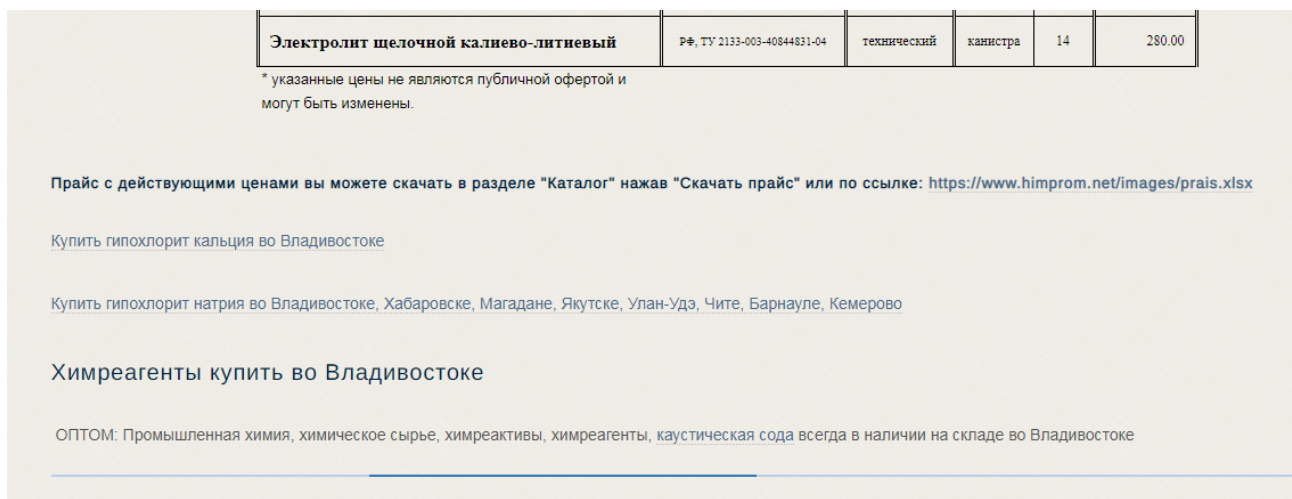 Электролит щелочной калиево-литиевый РФ, ТУ 2133-003-40844831-04 технический канистра 14 280.00
* указанные цены не являются публичной офертой и
могут быть изменены.
Прайс с действующими ценами вы можете скачать в разделе "Каталог" нажав "Скачать прайс" или по ссылке: https://www.himprom.net/images/prais.xlsx
Купить гипохлорит кальция во Владивостоке
Купить гипохлорит натрия во Владивостоке, Хабаровске, Магадане, Якутске, Улан-Удэ, Чите, Барнауле, Кемерово
Химреагенты купить во Владивостоке
ОПТОМ: Промышленная химия, химическое сырье, химреактивы, химреагенты, каустическая сода всегда в наличии на складе во Владивостоке